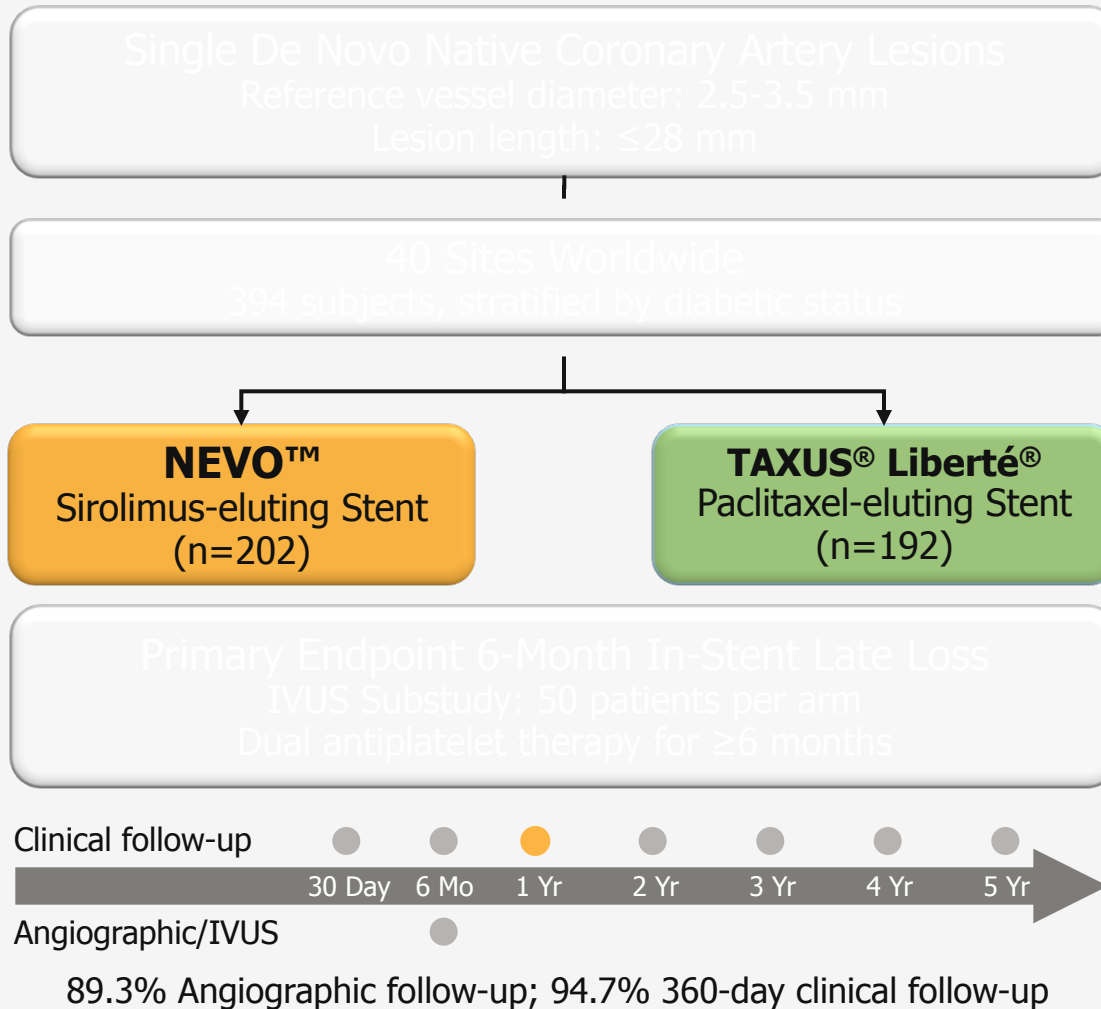 Single De Novo Native Coronary Artery Lesions
Reference vessel diameter: 2.5-3.5 mm
Lesion length: ≤28 mm
40 Sites Worldwide
394 subjects, stratified by diabetic status
NEVO™
Sirolimus-eluting Stent
(n=202)
TAXUS® Liberté®
Paclitaxel-eluting Stent
(n=192)
Primary Endpoint 6-Month In-Stent Late Loss
IVUS Substudy: 50 patients per arm
Dual antiplatelet therapy for ≥6 months
Clinical follow-up
30 Day 6 Mo 1 Yr 2 Yr 3 Yr 4 Yr 5 Yr
Angiographic/IVUS
89.3% Angiographic follow-up; 94.7% 360-day clinical follow-up